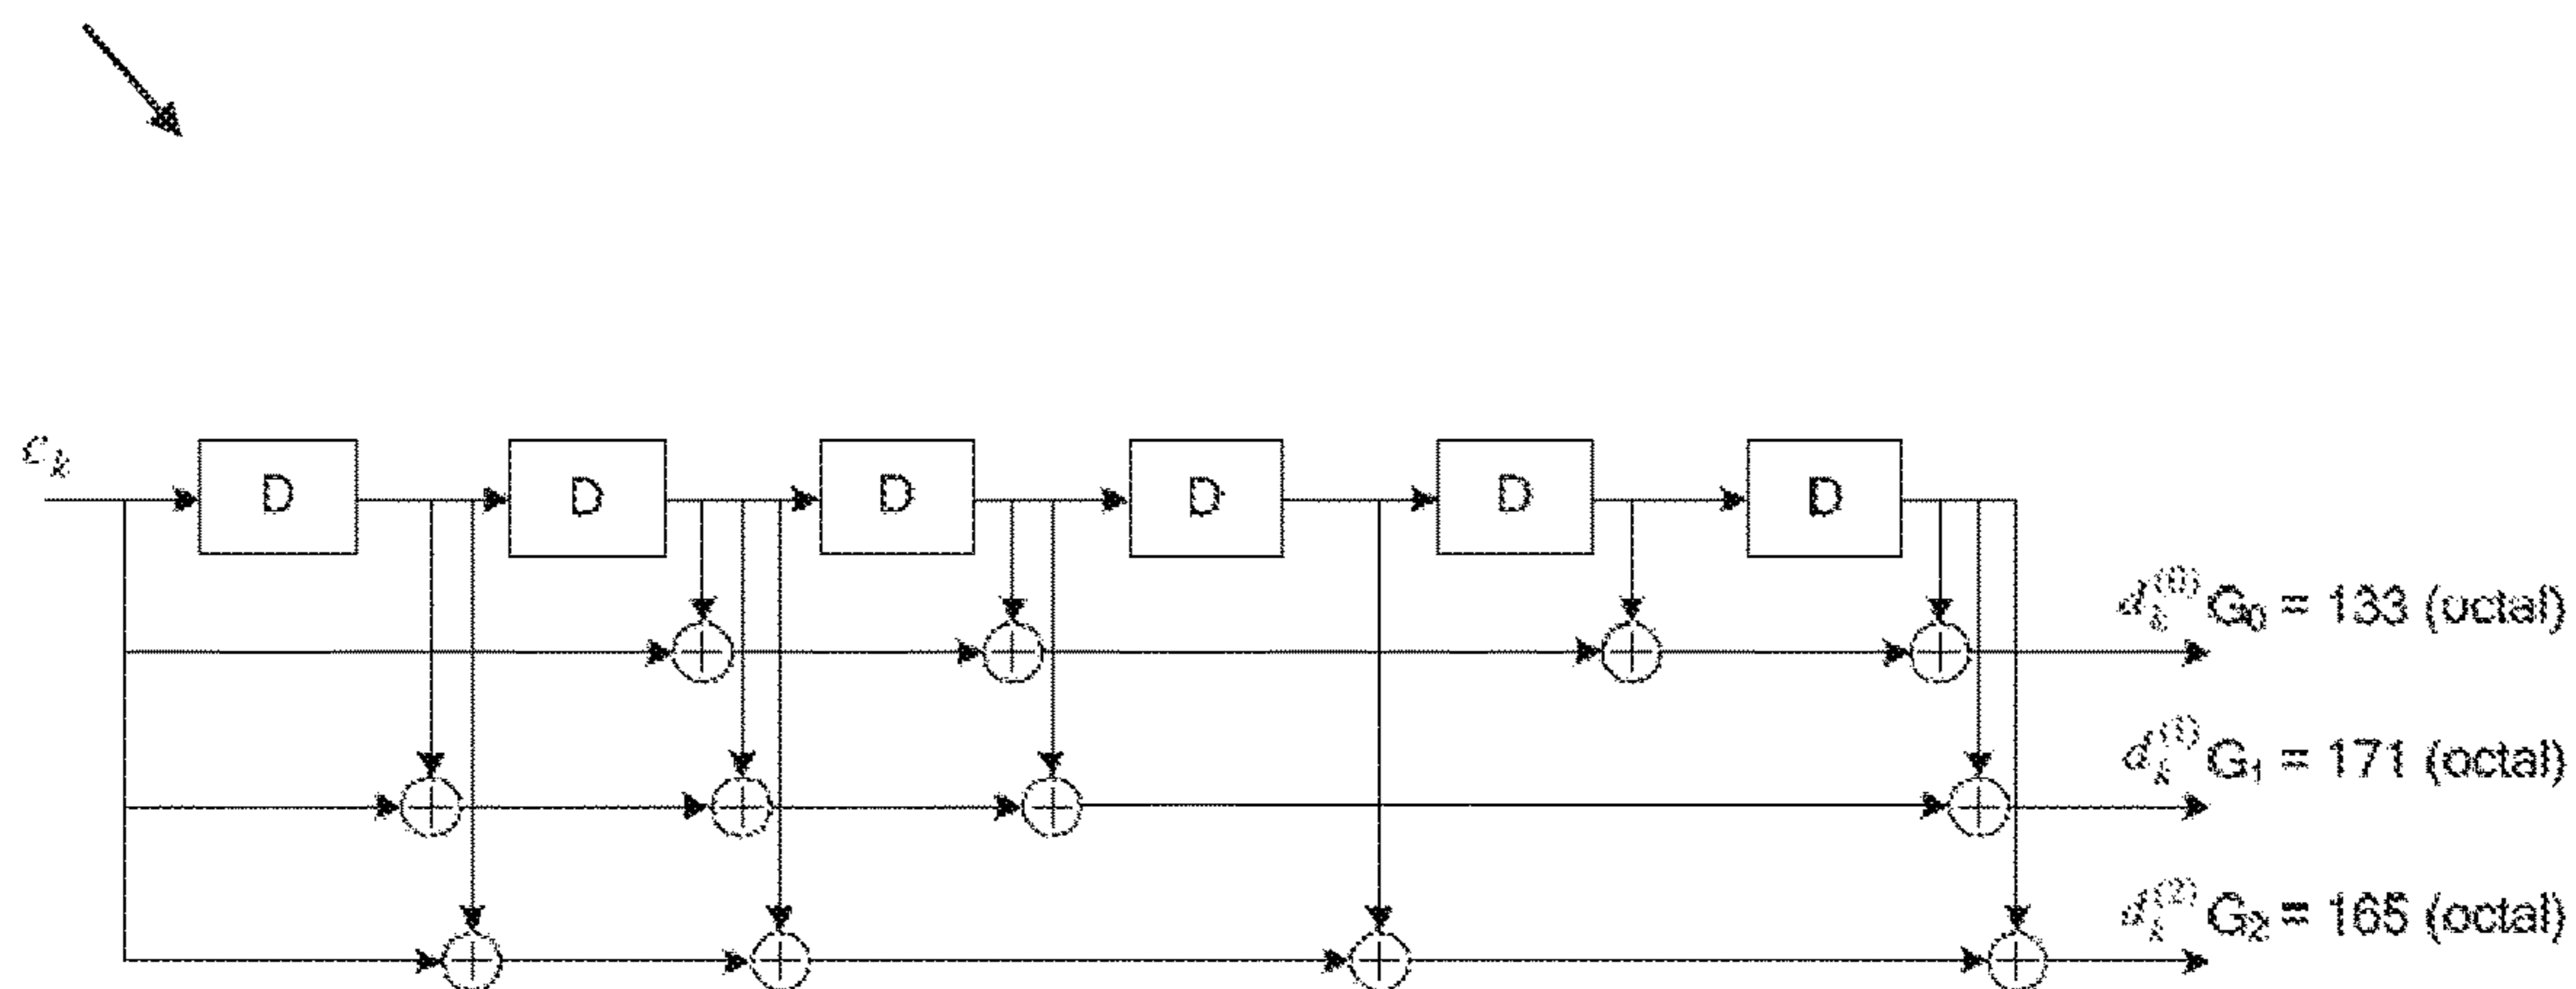 c_k
D D D D D D
d_k^(0) G_0 = 133 (octal)
d_k^(1) G_1 = 171 (octal)
d_k^(2) G_2 = 165 (octal)